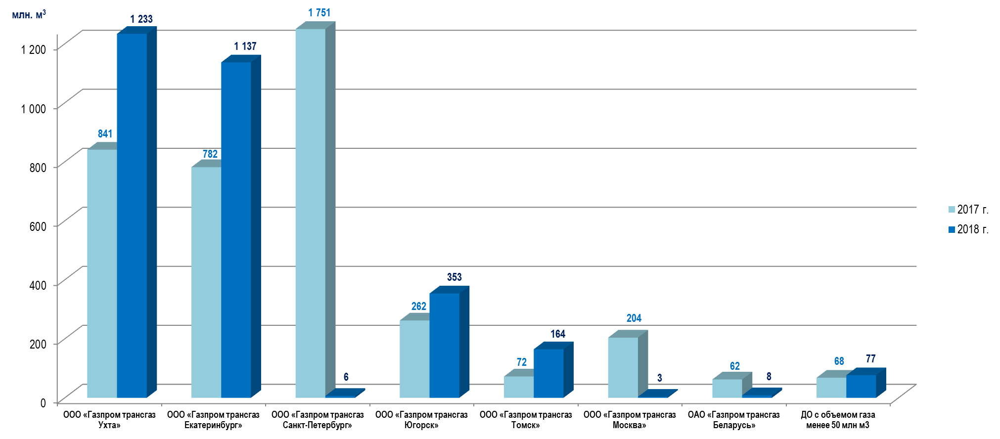 млн. м3
1 233
1 751
1 137
841
782
353
262
164
72
204
6
3
62
8
68
77
1 200
1 000
800
600
400
200
0
2017 г.
2018 г.
ООО «Газпром трансгаз
Ухта»
ООО «Газпром трансгаз
Екатеринбург»
ООО «Газпром трансгаз
Санкт-Петербург»
ООО «Газпром трансгаз
Югорск»
ООО «Газпром трансгаз
Томск»
ООО «Газпром трансгаз
Москва»
ОАО «Газпром трансгаз
Беларусь»
ДО с объемом газа
менее 50 млн м3